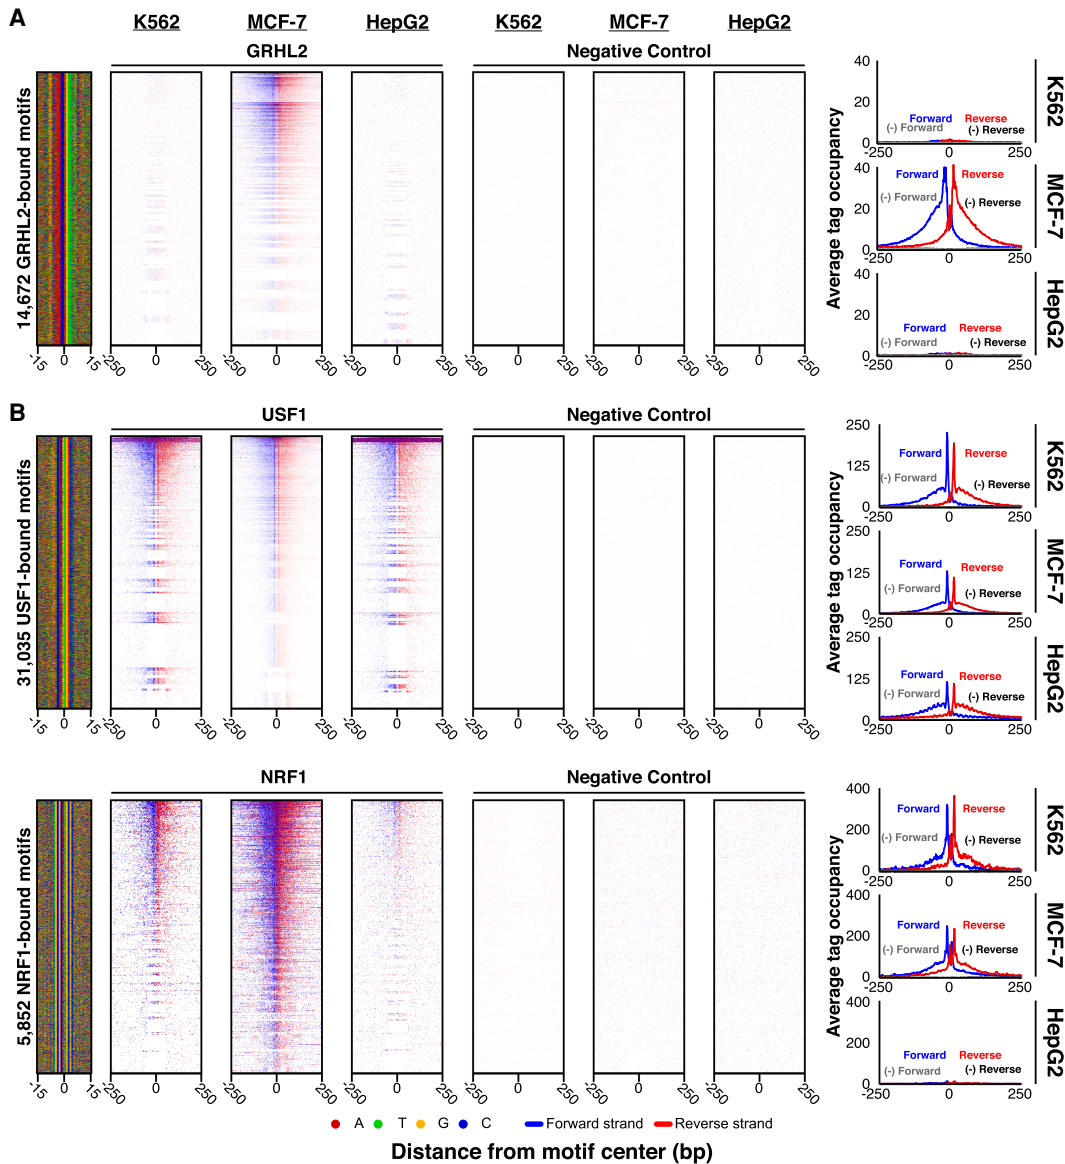 A
K562 MCF-7 HepG2 K562 MCF-7 HepG2
GRHL2 Negative Control
14,672 GRHL2-bound motifs
-15 0 15 -250 0 250 -250 0 250 -250 0 250 -250 0 250 -250 0 250 -250 0 250
Average tag occupancy
40
20
0
-250 0 250
Forward Reverse
(-) Forward (-) Reverse
K562
40
20
0
-250 0 250
Forward Reverse
(-) Forward (-) Reverse
MCF-7
40
20
0
-250 0 250
Forward Reverse
(-) Forward (-) Reverse
HepG2
B
USF1 Negative Control
31,035 USF1-bound motifs
-15 0 15 -250 0 250 -250 0 250 -250 0 250 -250 0 250 -250 0 250 -250 0 250
Average tag occupancy
250
125
0
-250 0 250
Forward Reverse
(-) Forward (-) Reverse
K562
250
125
0
-250 0 250
Forward Reverse
(-) Forward (-) Reverse
MCF-7
250
125
0
-250 0 250
Forward Reverse
(-) Forward (-) Reverse
HepG2
NRF1 Negative Control
5,852 NRF1-bound motifs
-15 0 15 -250 0 250 -250 0 250 -250 0 250 -250 0 250 -250 0 250 -250 0 250
Average tag occupancy
400
200
0
-250 0 250
Forward Reverse
(-) Forward (-) Reverse
K562
400
200
0
-250 0 250
Forward Reverse
(-) Forward (-) Reverse
MCF-7
400
200
0
-250 0 250
Forward Reverse
(-) Forward (-) Reverse
HepG2
A T G C Forward strand Reverse strand
Distance from motif center (bp)